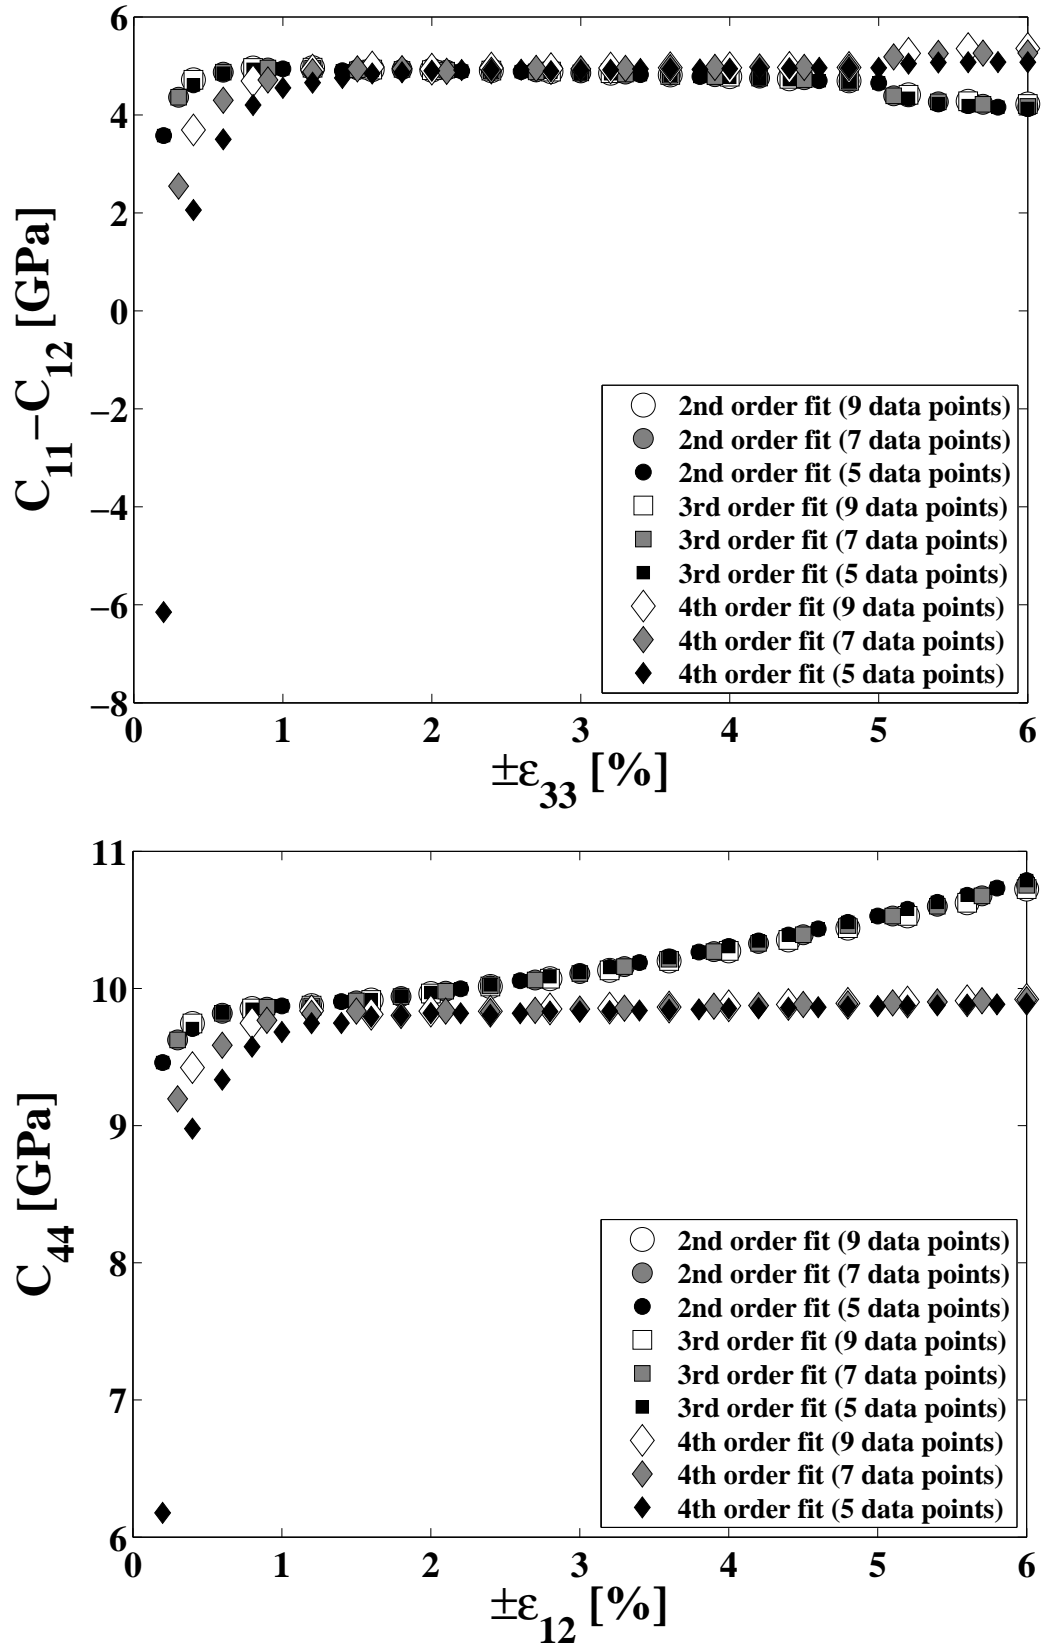 6
4
2
0
−2
−4
−6
−8
C11−C12 [GPa]
2nd order fit (9 data points)
2nd order fit (7 data points)
2nd order fit (5 data points)
3rd order fit (9 data points)
3rd order fit (7 data points)
3rd order fit (5 data points)
4th order fit (9 data points)
4th order fit (7 data points)
4th order fit (5 data points)
0 1 2 3 4 5 6
±ε33 [%]
11
10
9
8
7
6
C44 [GPa]
2nd order fit (9 data points)
2nd order fit (7 data points)
2nd order fit (5 data points)
3rd order fit (9 data points)
3rd order fit (7 data points)
3rd order fit (5 data points)
4th order fit (9 data points)
4th order fit (7 data points)
4th order fit (5 data points)
0 1 2 3 4 5 6
±ε12 [%]